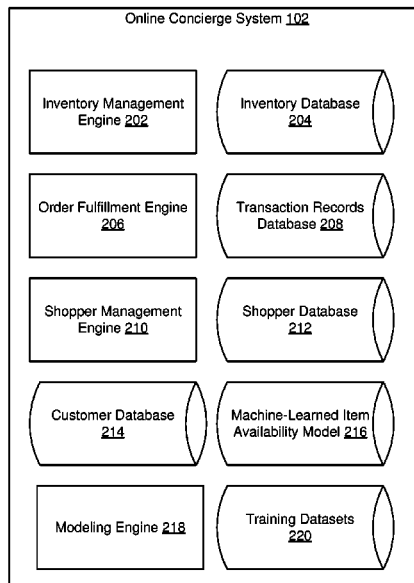 Online Concierge System 102
Inventory Management
Engine 202
Inventory Database
204
Order Fulfillment Engine
206
Transaction Records
Database 208
Shopper Management
Engine 210
Shopper Database
212
Customer Database
214
Machine-Learned Item
Availability Model 216
Modeling Engine 218
Training Datasets
220